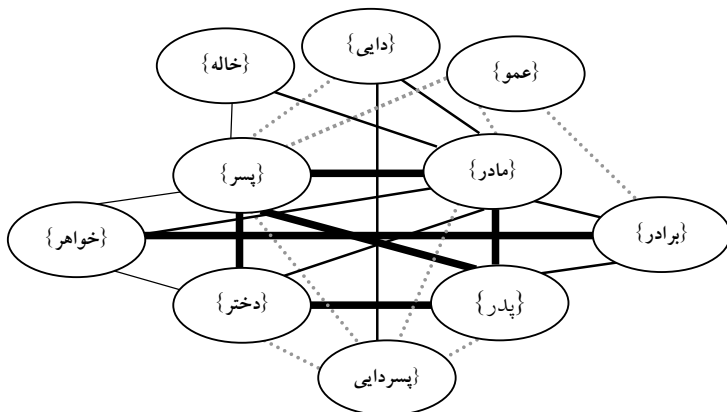 {دایی}
{خاله}
{عمو}
{پسر}
{مادر}
{خواهر}
{برادر}
{دختر}
{پدر}
{پسردایی}